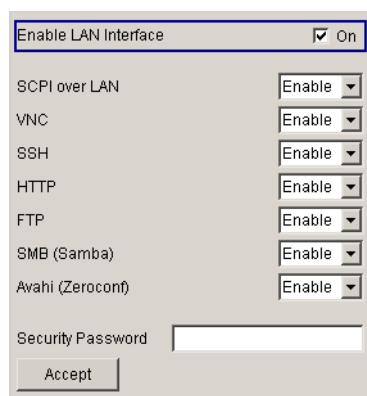 Enable LAN Interface On
SCPI over LAN Enable
VNC Enable
SSH Enable
HTTP Enable
FTP Enable
SMB (Samba) Enable
Avahi (Zeroconf) Enable
Security Password
Accept